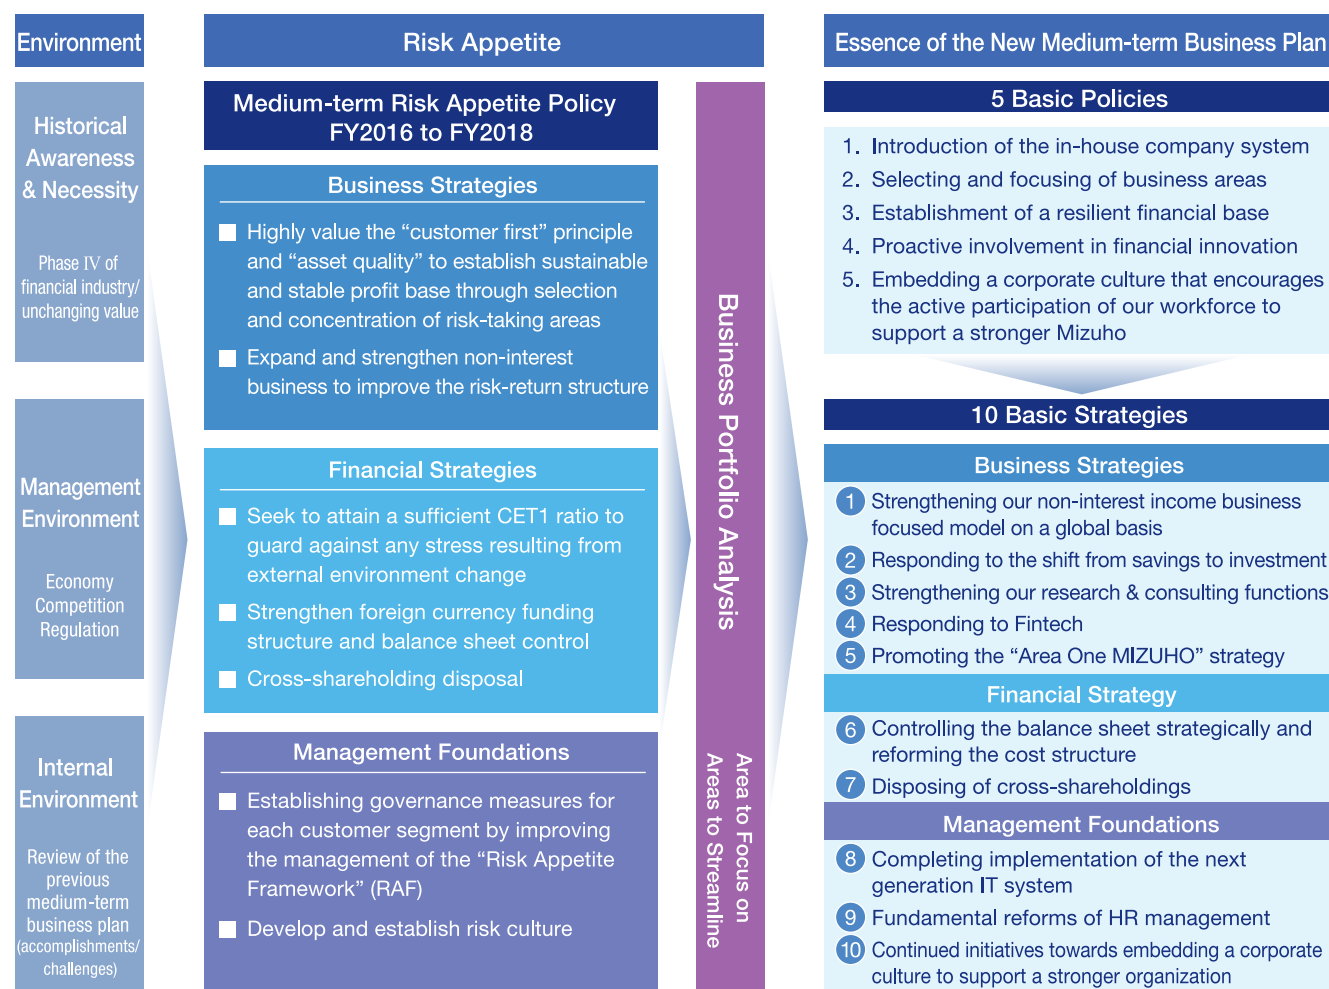 Environment
Historical
Awareness
& Necessity
Phase IV of
financial industry/
unchanging value
Management
Environment
Economy
Competition
Regulation
Internal
Environment
Review of the
previous
medium-term
business plan
(accomplishments/
challenges)
Risk Appetite
Medium-term Risk Appetite Policy
FY2016 to FY2018
Business Strategies
Highly value the “customer first” principle
and “asset quality” to establish sustainable
and stable profit base through selection
and concentration of risk-taking areas
Expand and strengthen non-interest
business to improve the risk-return structure
Financial Strategies
Seek to attain a sufficient CET1 ratio to
guard against any stress resulting from
external environment change
Strengthen foreign currency funding
structure and balance sheet control
Cross-shareholding disposal
Management Foundations
Establishing governance measures for
each customer segment by improving
the management of the “Risk Appetite
Framework” (RAF)
Develop and establish risk culture
Business Portfolio Analysis
Area to Focus on
Areas to Streamline
Essence of the New Medium-term Business Plan
5 Basic Policies
1. Introduction of the in-house company system
2. Selecting and focusing of business areas
3. Establishment of a resilient financial base
4. Proactive involvement in financial innovation
5. Embedding a corporate culture that encourages
the active participation of our workforce to
support a stronger Mizuho
10 Basic Strategies
Business Strategies
1 Strengthening our non-interest income business
focused model on a global basis
2 Responding to the shift from savings to investment
3 Strengthening our research & consulting functions
4 Responding to Fintech
5 Promoting the “Area One MIZUHO” strategy
Financial Strategy
6 Controlling the balance sheet strategically and
reforming the cost structure
7 Disposing of cross-shareholdings
Management Foundations
8 Completing implementation of the next
generation IT system
9 Fundamental reforms of HR management
10 Continued initiatives towards embedding a corporate
culture to support a stronger organization